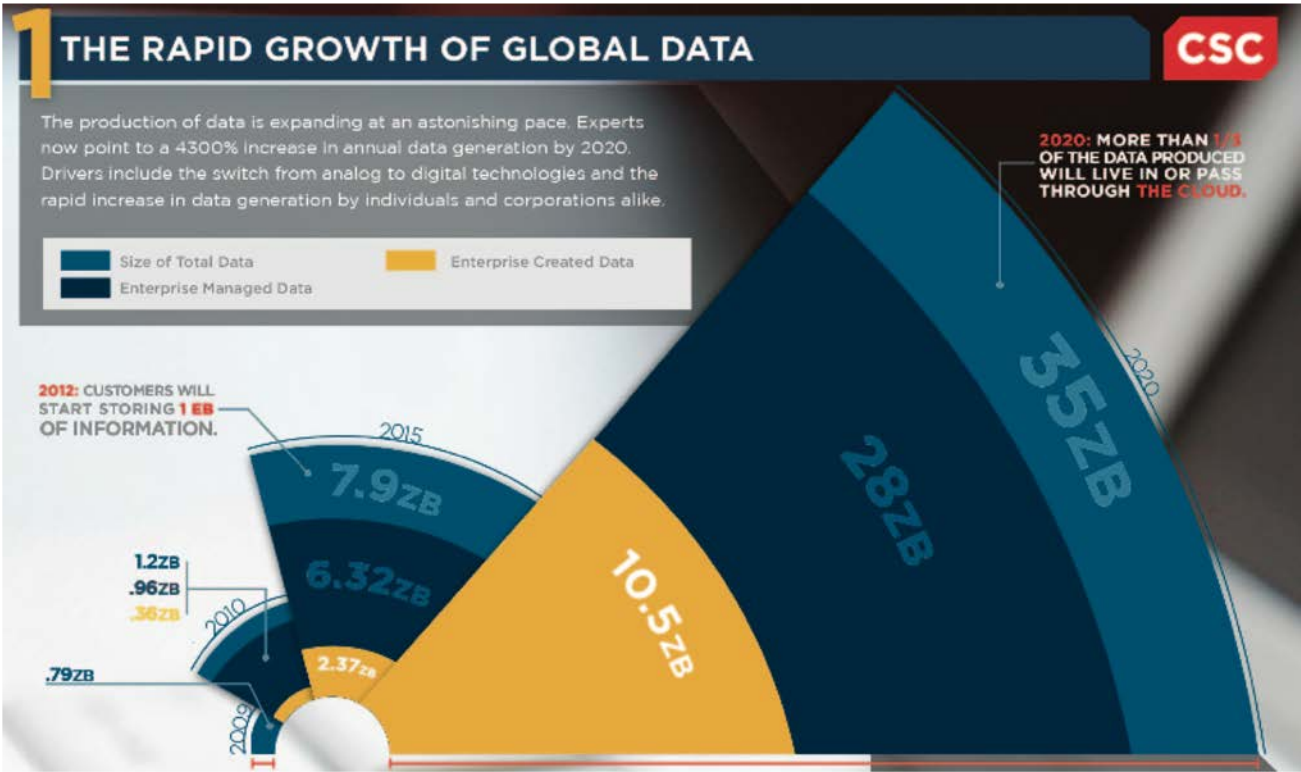 1
THE RAPID GROWTH OF GLOBAL DATA
CSC
The production of data is expanding at an astonishing pace. Experts
now point to a 4300% increase in annual data generation by 2020.
Drivers include the switch from analog to digital technologies and the
rapid increase in data generation by individuals and corporations alike.
Size of Total Data
Enterprise Created Data
Enterprise Managed Data
2020: MORE THAN 1/3
OF THE DATA PRODUCED
WILL LIVE IN OR PASS
THROUGH THE CLOUD.
2012: CUSTOMERS WILL
START STORING 1 EB
OF INFORMATION.
2009
.79ZB
2010
1.2ZB
.96ZB
.36ZB
2015
7.9ZB
6.32ZB
2.37ZB
2020
35ZB
28ZB
10.5ZB